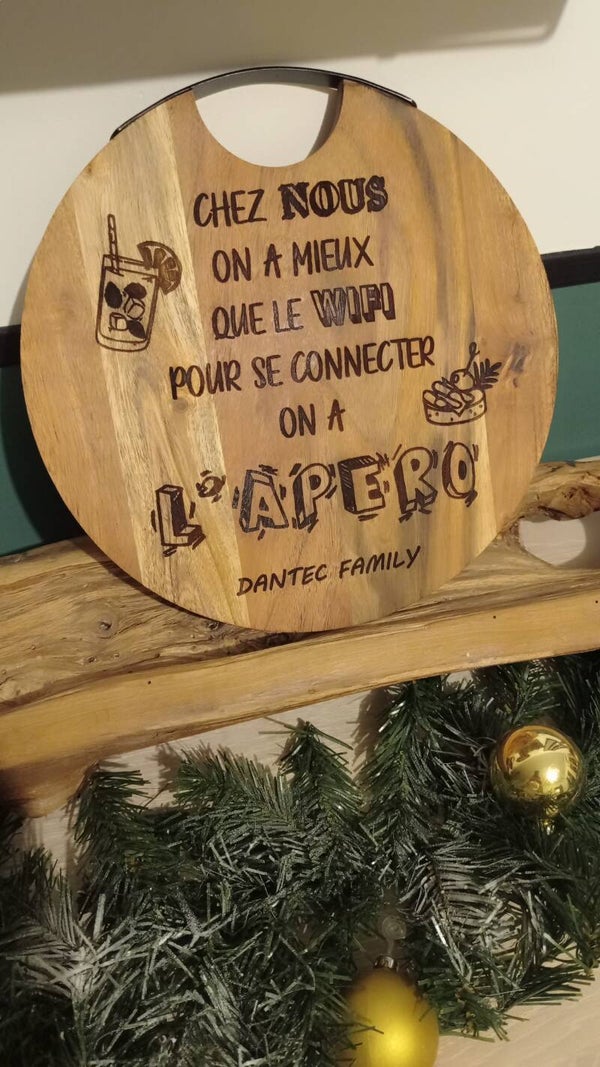 CHEZ NOUS
ON A MIEUX
QUE LE WIFI
POUR SE CONNECTER
ON A
L'APERO
DANTEC FAMILY